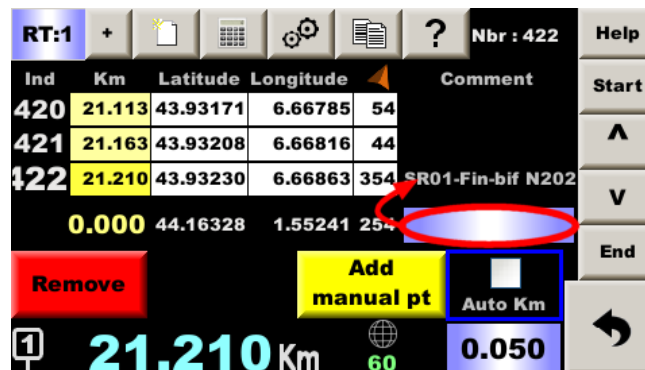 RT:1 + ? Nbr : 422 Help
Ind Km Latitude Longitude Comment Start
420 21.113 43.93171 6.66785 54
421 21.163 43.93208 6.66816 44 ᐱ
422 21.210 43.93230 6.66863 354 SR01-Fin-bif N202
0.000 44.16328 1.55241 254 v
End
Remove Add manual pt Auto Km
1 21.210 Km 60 0.050